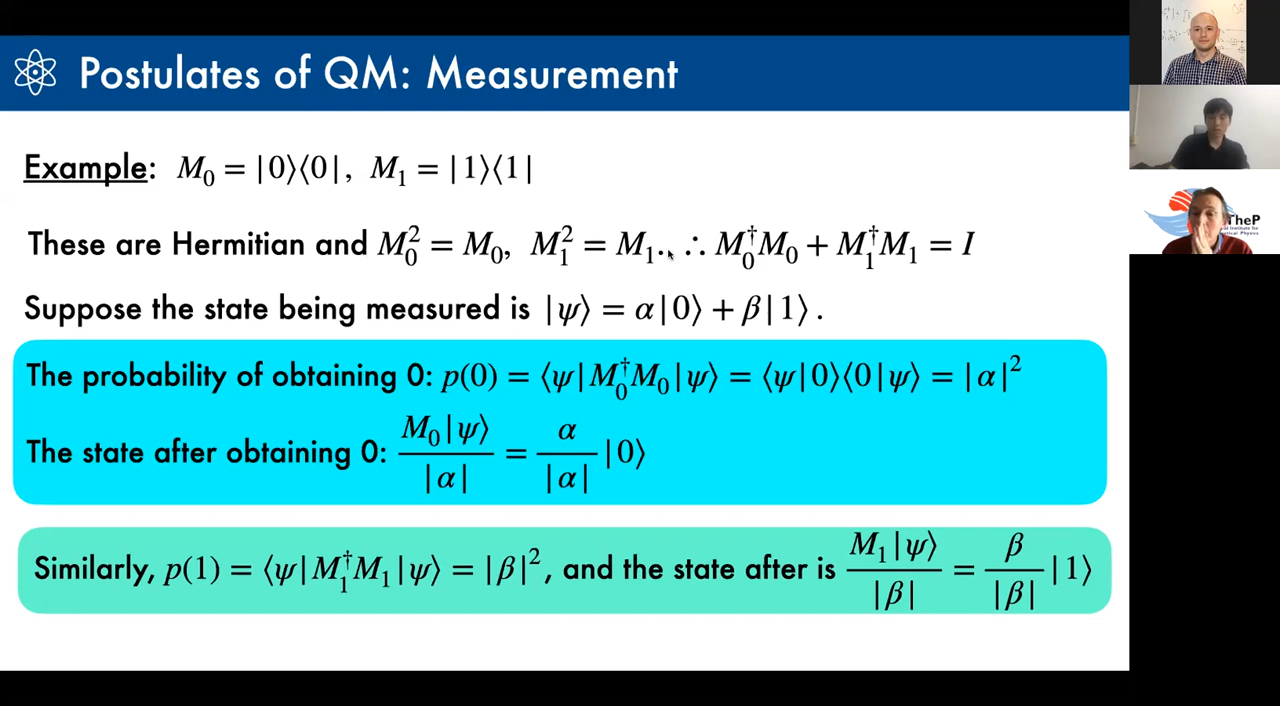 Postulates of QM: Measurement
Example: M₀ = |0⟩⟨0|, M₁ = |1⟩⟨1|
These are Hermitian and M₀² = M₀, M₁² = M₁. ∴ M₀†M₀ + M₁†M₁ = I
Suppose the state being measured is |ψ⟩ = α|0⟩ + β|1⟩.
The probability of obtaining 0: p(0) = ⟨ψ|M₀†M₀|ψ⟩ = ⟨ψ|0⟩⟨0|ψ⟩ = |α|²
The state after obtaining 0: M₀|ψ⟩ / |α| = α / |α| |0⟩
Similarly, p(1) = ⟨ψ|M₁†M₁|ψ⟩ = |β|², and the state after is M₁|ψ⟩ / |β| = β / |β| |1⟩
TheP